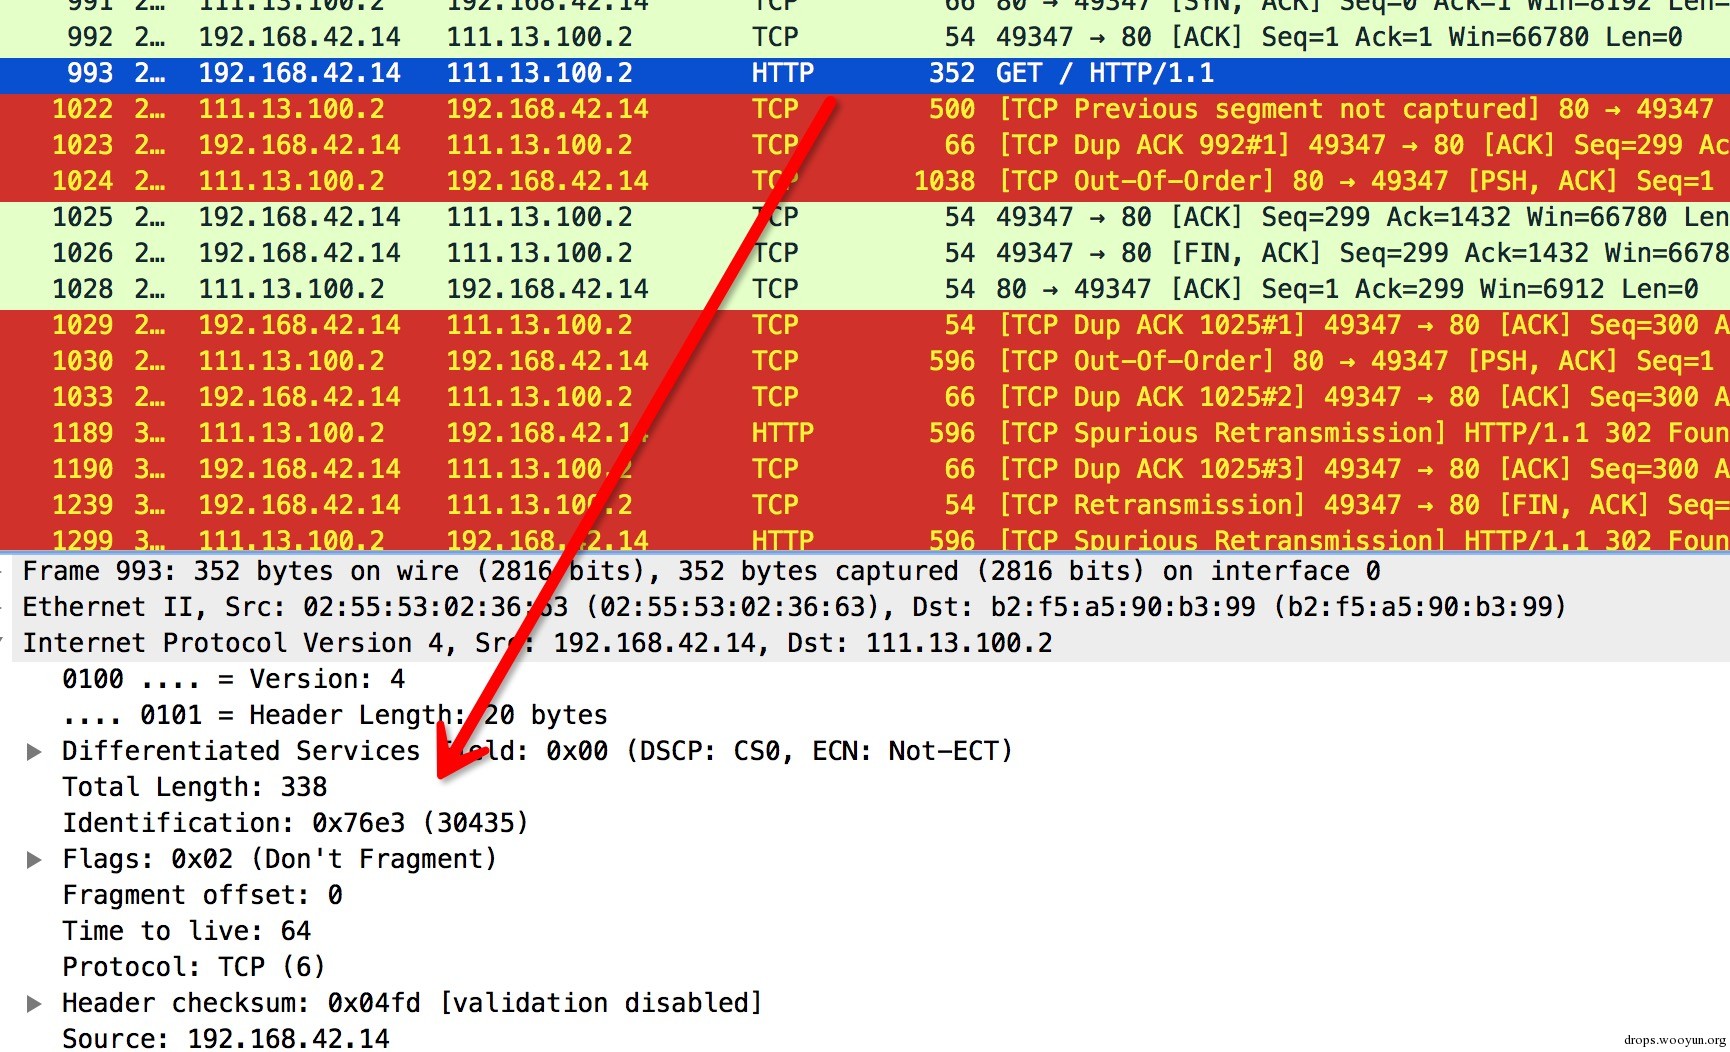 991 2… 111.13.100.2 192.168.42.14 TCP 66 80 → 49347 [SYN, ACK] Seq=0 Ack=1 Win=8192 Len=
992 2… 192.168.42.14 111.13.100.2 TCP 54 49347 → 80 [ACK] Seq=1 Ack=1 Win=66780 Len=0
993 2… 192.168.42.14 111.13.100.2 HTTP 352 GET / HTTP/1.1
1022 2… 111.13.100.2 192.168.42.14 TCP 500 [TCP Previous segment not captured] 80 → 49347
1023 2… 192.168.42.14 111.13.100.2 TCP 66 [TCP Dup ACK 992#1] 49347 → 80 [ACK] Seq=299 Ac
1024 2… 111.13.100.2 192.168.42.14 TCP 1038 [TCP Out-Of-Order] 80 → 49347 [PSH, ACK] Seq=1
1025 2… 192.168.42.14 111.13.100.2 TCP 54 49347 → 80 [ACK] Seq=299 Ack=1432 Win=66780 Len
1026 2… 192.168.42.14 111.13.100.2 TCP 54 49347 → 80 [FIN, ACK] Seq=299 Ack=1432 Win=6678
1028 2… 111.13.100.2 192.168.42.14 TCP 54 80 → 49347 [ACK] Seq=1 Ack=299 Win=6912 Len=0
1029 2… 192.168.42.14 111.13.100.2 TCP 54 [TCP Dup ACK 1025#1] 49347 → 80 [ACK] Seq=300 A
1030 2… 111.13.100.2 192.168.42.14 TCP 596 [TCP Out-Of-Order] 80 → 49347 [PSH, ACK] Seq=1
1033 2… 192.168.42.14 111.13.100.2 TCP 66 [TCP Dup ACK 1025#2] 49347 → 80 [ACK] Seq=300 A
1189 3… 111.13.100.2 192.168.42.14 HTTP 596 [TCP Spurious Retransmission] HTTP/1.1 302 Foun
1190 3… 192.168.42.14 111.13.100.2 TCP 66 [TCP Dup ACK 1025#3] 49347 → 80 [ACK] Seq=300 A
1239 3… 192.168.42.14 111.13.100.2 TCP 54 [TCP Retransmission] 49347 → 80 [FIN, ACK] Seq=
1299 3… 111.13.100.2 192.168.42.14 HTTP 596 [TCP Spurious Retransmission] HTTP/1.1 302 Foun
Frame 993: 352 bytes on wire (2816 bits), 352 bytes captured (2816 bits) on interface 0
Ethernet II, Src: 02:55:53:02:36:63 (02:55:53:02:36:63), Dst: b2:f5:a5:90:b3:99 (b2:f5:a5:90:b3:99)
Internet Protocol Version 4, Src: 192.168.42.14, Dst: 111.13.100.2
0100 .... = Version: 4
.... 0101 = Header Length: 20 bytes
Differentiated Services Field: 0x00 (DSCP: CS0, ECN: Not-ECT)
Total Length: 338
Identification: 0x76e3 (30435)
Flags: 0x02 (Don't Fragment)
Fragment offset: 0
Time to live: 64
Protocol: TCP (6)
Header checksum: 0x04fd [validation disabled]
Source: 192.168.42.14
drops.wooyun.org